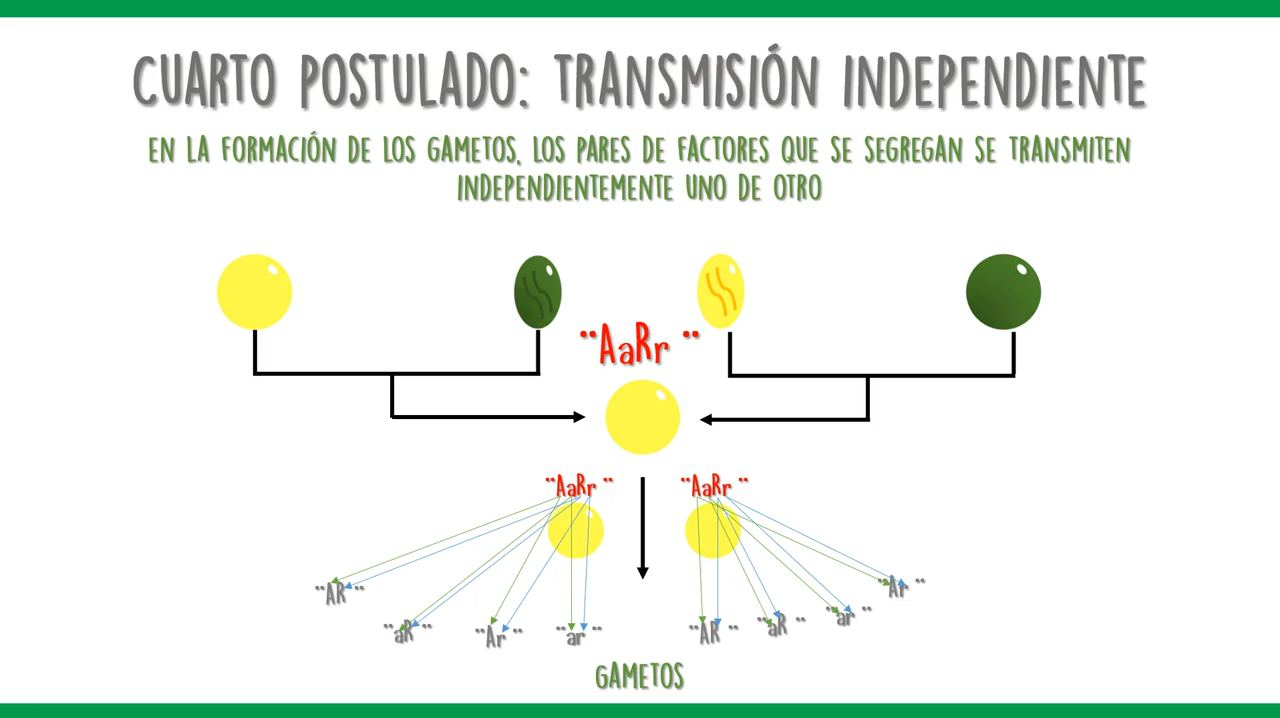 CUARTO POSTULADO: TRANSMISIÓN INDEPENDIENTE
EN LA FORMACIÓN DE LOS GAMETOS, LOS PARES DE FACTORES QUE SE SEGREGAN SE TRANSMITEN
INDEPENDIENTEMENTE UNO DE OTRO
¨AaRr ¨
¨AaRr ¨ ¨AaRr ¨
¨AR ¨ ¨aR ¨ ¨Ar ¨ ¨ar ¨ ¨AR ¨ ¨aR ¨ ¨ar ¨ ¨Ar ¨
GAMETOS